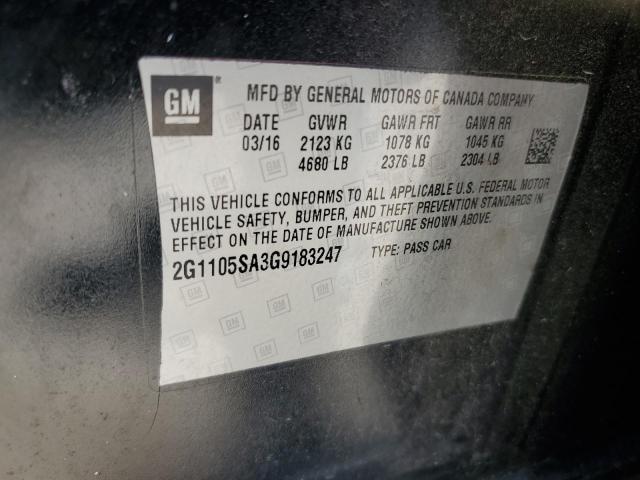 GM ® MFD BY GENERAL MOTORS OF CANADA COMPANY
DATE GVWR GAWR FRT GAWR RR
03/16 2123 KG 1078 KG 1045 KG
4680 LB 2376 LB 2304 LB
THIS VEHICLE CONFORMS TO ALL APPLICABLE U.S. FEDERAL MOTOR
VEHICLE SAFETY, BUMPER, AND THEFT PREVENTION STANDARDS IN
EFFECT ON THE DATE OF MANUFACTURE SHOWN ABOVE.
2G1105SA3G9183247 TYPE: PASS CAR